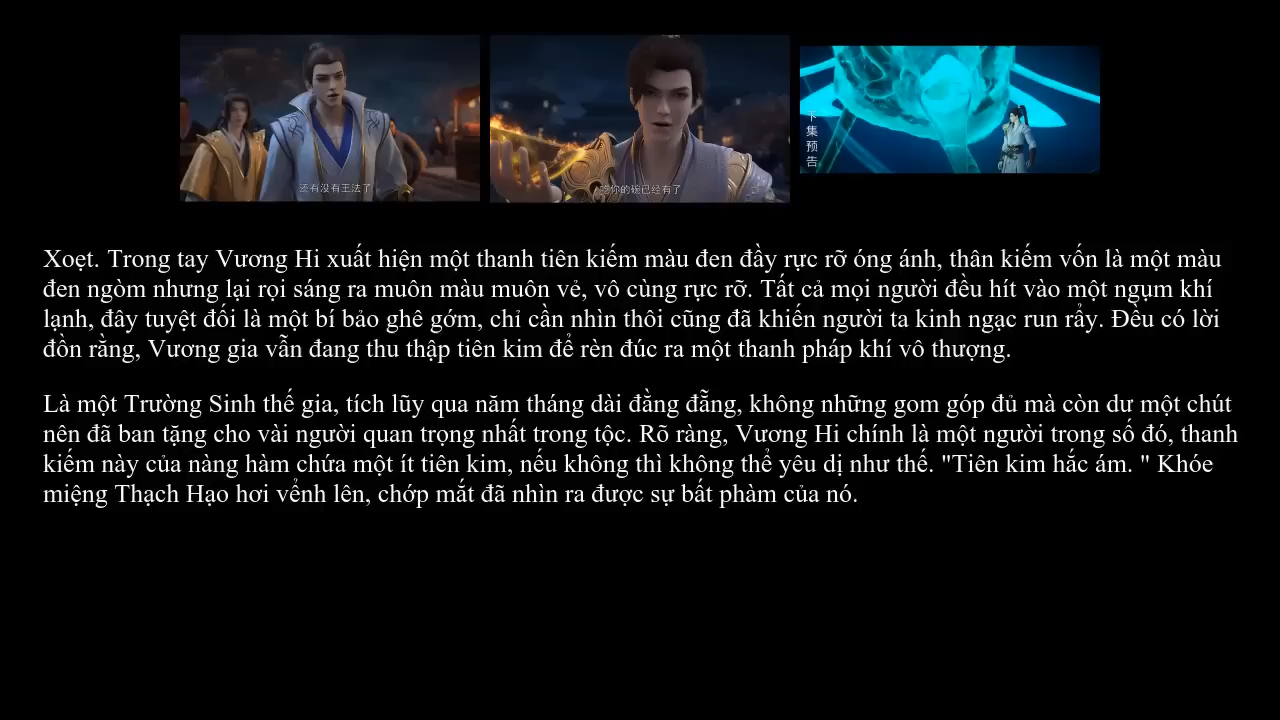 还有没有王法了
吃你的碗已经有了
下集预告
Xoẹt. Trong tay Vương Hi xuất hiện một thanh tiên kiếm màu đen đầy rực rỡ óng ánh, thân kiếm vốn là một màu
đen ngòm nhưng lại rọi sáng ra muôn màu muôn vẻ, vô cùng rực rỡ. Tất cả mọi người đều hít vào một ngụm khí
lạnh, đây tuyệt đối là một bí bảo ghê gớm, chỉ cần nhìn thôi cũng đã khiến người ta kinh ngạc run rẩy. Đều có lời
đồn rằng, Vương gia vẫn đang thu thập tiên kim để rèn đúc ra một thanh pháp khí vô thượng.
Là một Trường Sinh thế gia, tích lũy qua năm tháng dài đằng đẵng, không những gom góp đủ mà còn dư một chút
nên đã ban tặng cho vài người quan trọng nhất trong tộc. Rõ ràng, Vương Hi chính là một người trong số đó, thanh
kiếm này của nàng hàm chứa một ít tiên kim, nếu không thì không thể yêu dị như thế. "Tiên kim hắc ám. " Khóe
miệng Thạch Hạo hơi vểnh lên, chớp mắt đã nhìn ra được sự bất phàm của nó.